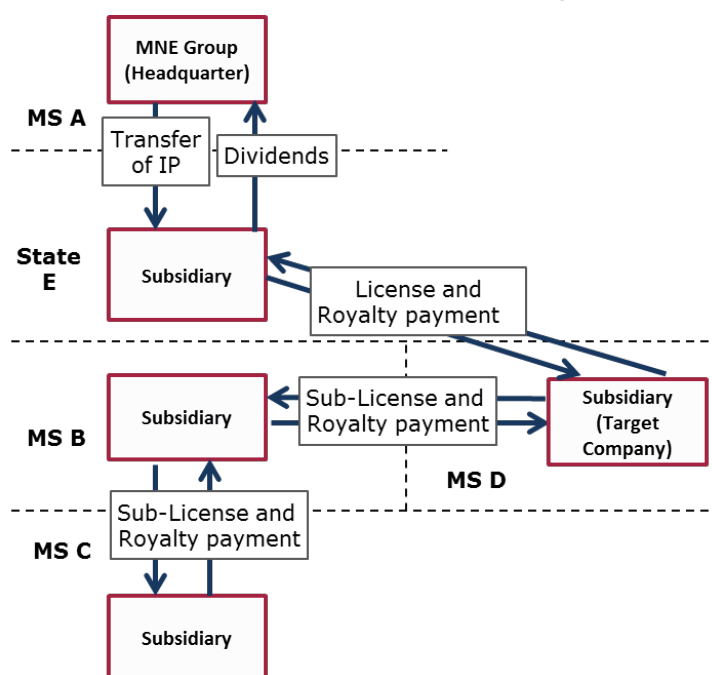 MNE Group
(Headquarter)
MS A
Transfer
of IP
Dividends
State
E
Subsidiary
License and
Royalty payment
MS B
Subsidiary
Sub-License and
Royalty payment
Subsidiary
(Target
Company)
MS D
Sub-License and
Royalty payment
MS C
Subsidiary